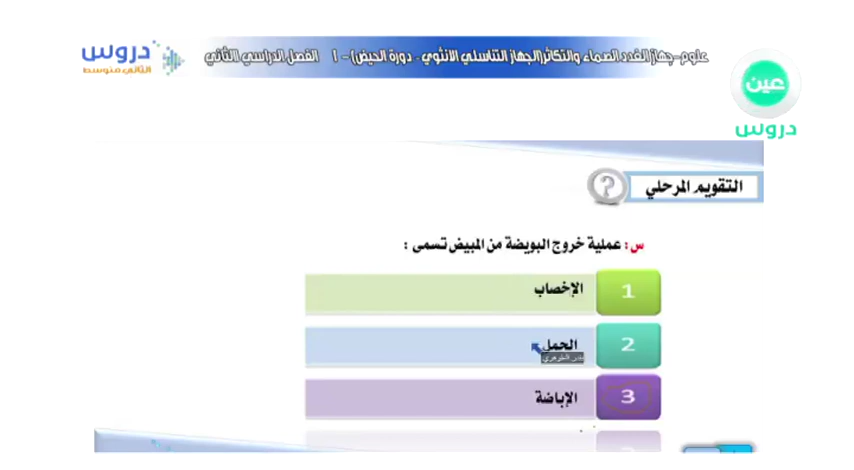 علوم-جهاز الغدد الصماء والتكاثر(الجهاز التناسلي الانثوي - دورة الحيض) - 1 الفصل الدراسي الثاني
دروس
الثاني متوسط
عين
دروس
التقويم المرحلي
؟
س: عملية خروج البويضة من المبيض تسمى :
1 الإخصاب
2 الحمل
3 الإباضة